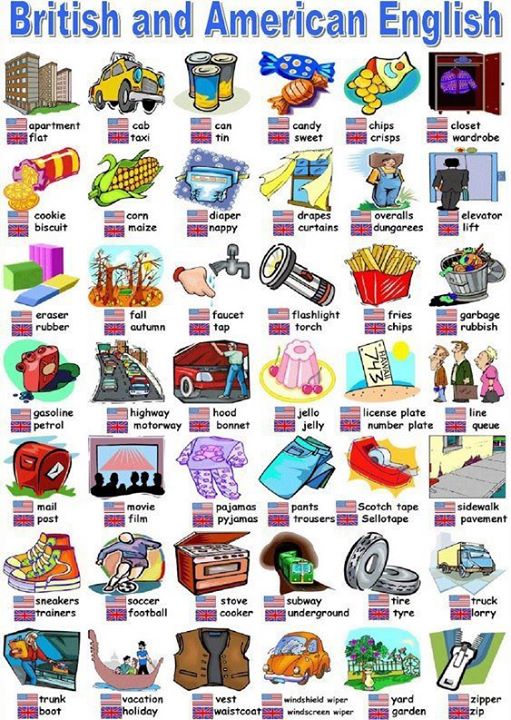 British and American English
apartment
flat
cab
taxi
can
tin
candy
sweet
chips
crisps
closet
wardrobe
cookie
biscuit
corn
maize
diaper
nappy
drapes
curtains
overalls
dungarees
elevator
lift
eraser
rubber
fall
autumn
faucet
tap
flashlight
torch
fries
chips
garbage
rubbish
gasoline
petrol
highway
motorway
hood
bonnet
jello
jelly
743
license plate
number plate
line
queue
mail
post
movie
film
pajamas
pyjamas
pants
trousers
Scotch tape
Sellotape
sidewalk
pavement
sneakers
trainers
soccer
football
stove
cooker
subway
underground
tire
tyre
truck
lorry
trunk
boot
vacation
holiday
vest
waistcoat
windshield wiper
windscreen wiper
yard
garden
zipper
zip